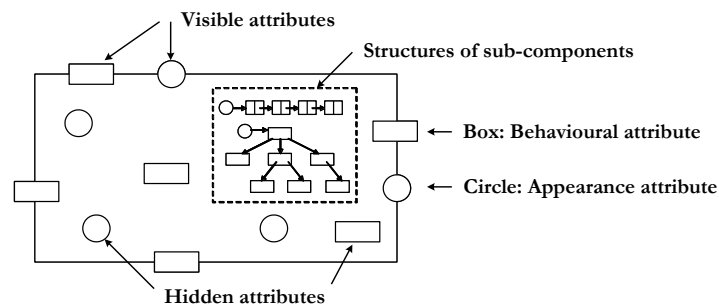 Visible attributes
Structures of sub-components
Box: Behavioural attribute
Circle: Appearance attribute
Hidden attributes